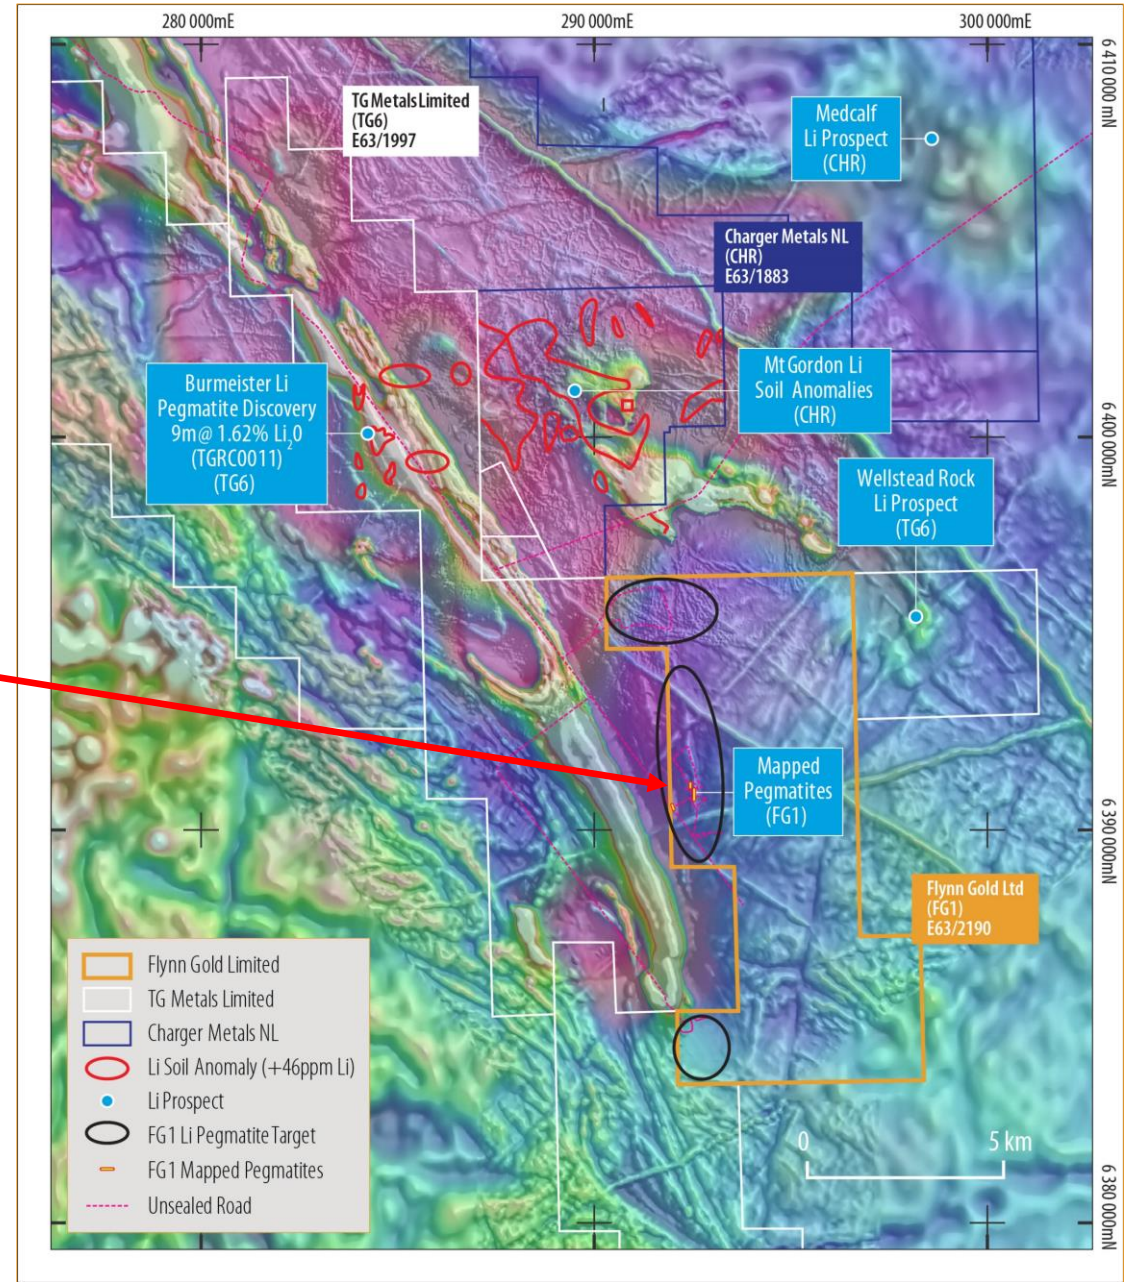 280 000mE
290 000mE
300 000mE
6 410 000 mN
TG Metals Limited
(TG6)
E63/1997
Medcalf
Li Prospect
(CHR)
Charger Metals NL
(CHR)
E63/1883
Mt Gordon Li
Soil Anomalies
(CHR)
Burmeister Li
Pegmatite Discovery
9m@ 1.62% Li₂0
(TGRC0011)
(TG6)
6 400 000mN
Wellstead Rock
Li Prospect
(TG6)
Mapped
Pegmatites
(FG1)
6 390 000mN
Flynn Gold Ltd
(FG1)
E63/2190
Flynn Gold Limited
TG Metals Limited
Charger Metals NL
Li Soil Anomaly (+46ppm Li)
Li Prospect
FG1 Li Pegmatite Target
FG1 Mapped Pegmatites
Unsealed Road
0 5 km
6 380 000mN